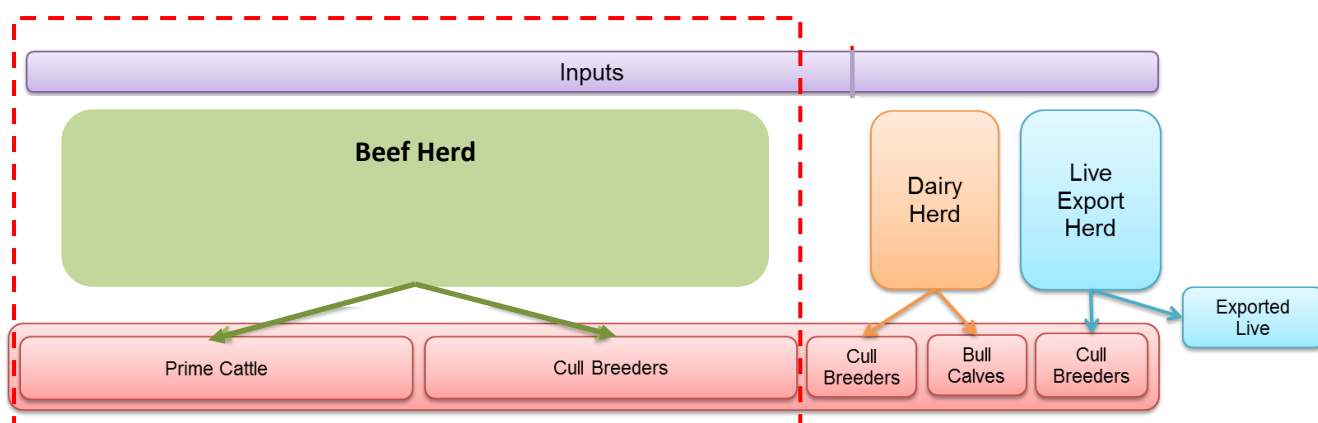 Inputs
Beef Herd
Dairy
Herd
Live
Export
Herd
Exported
Live
Prime Cattle
Cull Breeders
Cull
Breeders
Bull
Calves
Cull
Breeders